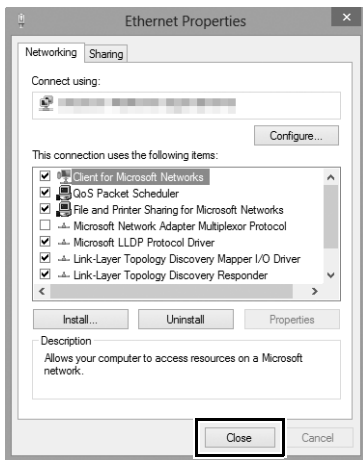 Ethernet Properties
Networking Sharing
Connect using:
Configure...
This connection uses the following items:
Client for Microsoft Networks
QoS Packet Scheduler
File and Printer Sharing for Microsoft Networks
Microsoft Network Adapter Multiplexor Protocol
Microsoft LLDP Protocol Driver
Link-Layer Topology Discovery Mapper I/O Driver
Link-Layer Topology Discovery Responder
Install... Uninstall Properties
Description
Allows your computer to access resources on a Microsoft
network.
Close Cancel